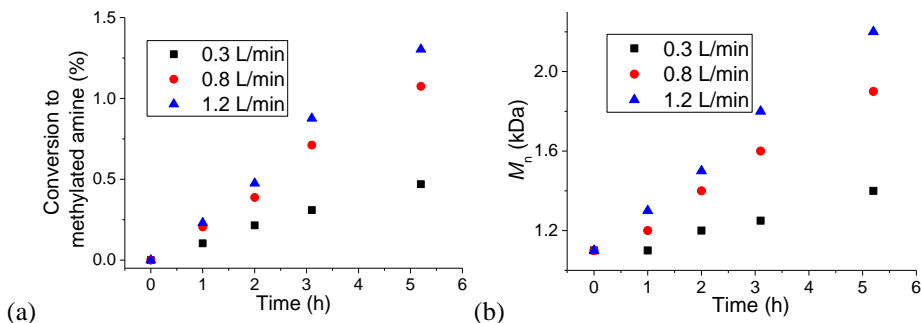 (a)
Conversion to
methylated amine (%)
1.5
1.0
0.5
0.0
0.3 L/min
0.8 L/min
1.2 L/min
0 1 2 3 4 5 6
Time (h)
(b)
Mn (kDa)
2.0
1.6
1.2
0.3 L/min
0.8 L/min
1.2 L/min
0 1 2 3 4 5 6
Time (h)